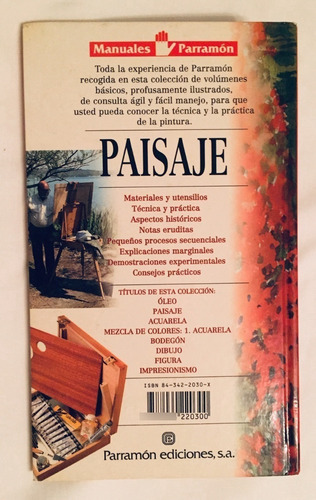 Manuales Parramón
Toda la experiencia de Parramón
recogida en esta colección de volúmenes
básicos, profusamente ilustrados,
de consulta ágil y fácil manejo, para que
usted pueda conocer la técnica y la práctica
de la pintura.
PAISAJE
Materiales y utensilios
Técnica y práctica
Aspectos históricos
Notas eruditas
Pequeños procesos secuenciales
Explicaciones marginales
Demostraciones experimentales
Consejos prácticos
TÍTULOS DE ESTA COLECCIÓN:
ÓLEO
PAISAJE
ACUARELA
MEZCLA DE COLORES: 1. ACUARELA
BODEGÓN
DIBUJO
FIGURA
IMPRESIONISMO
ISBN 84-342-2030-X
220300
Parramón ediciones, s.a.